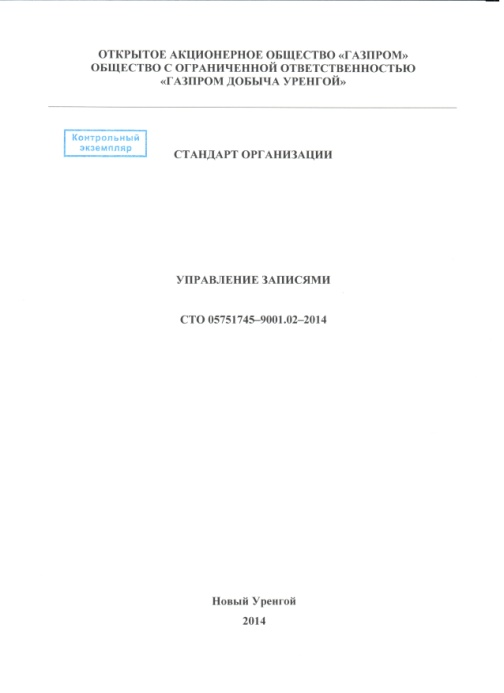 ОТКРЫТОЕ АКЦИОНЕРНОЕ ОБЩЕСТВО «ГАЗПРОМ»
ОБЩЕСТВО С ОГРАНИЧЕННОЙ ОТВЕТСТВЕННОСТЬЮ
«ГАЗПРОМ ДОБЫЧА УРЕНГОЙ»
Контрольный
экземпляр
СТАНДАРТ ОРГАНИЗАЦИИ
УПРАВЛЕНИЕ ЗАПИСЯМИ
СТО 05751745–9001.02–2014
Новый Уренгой
2014